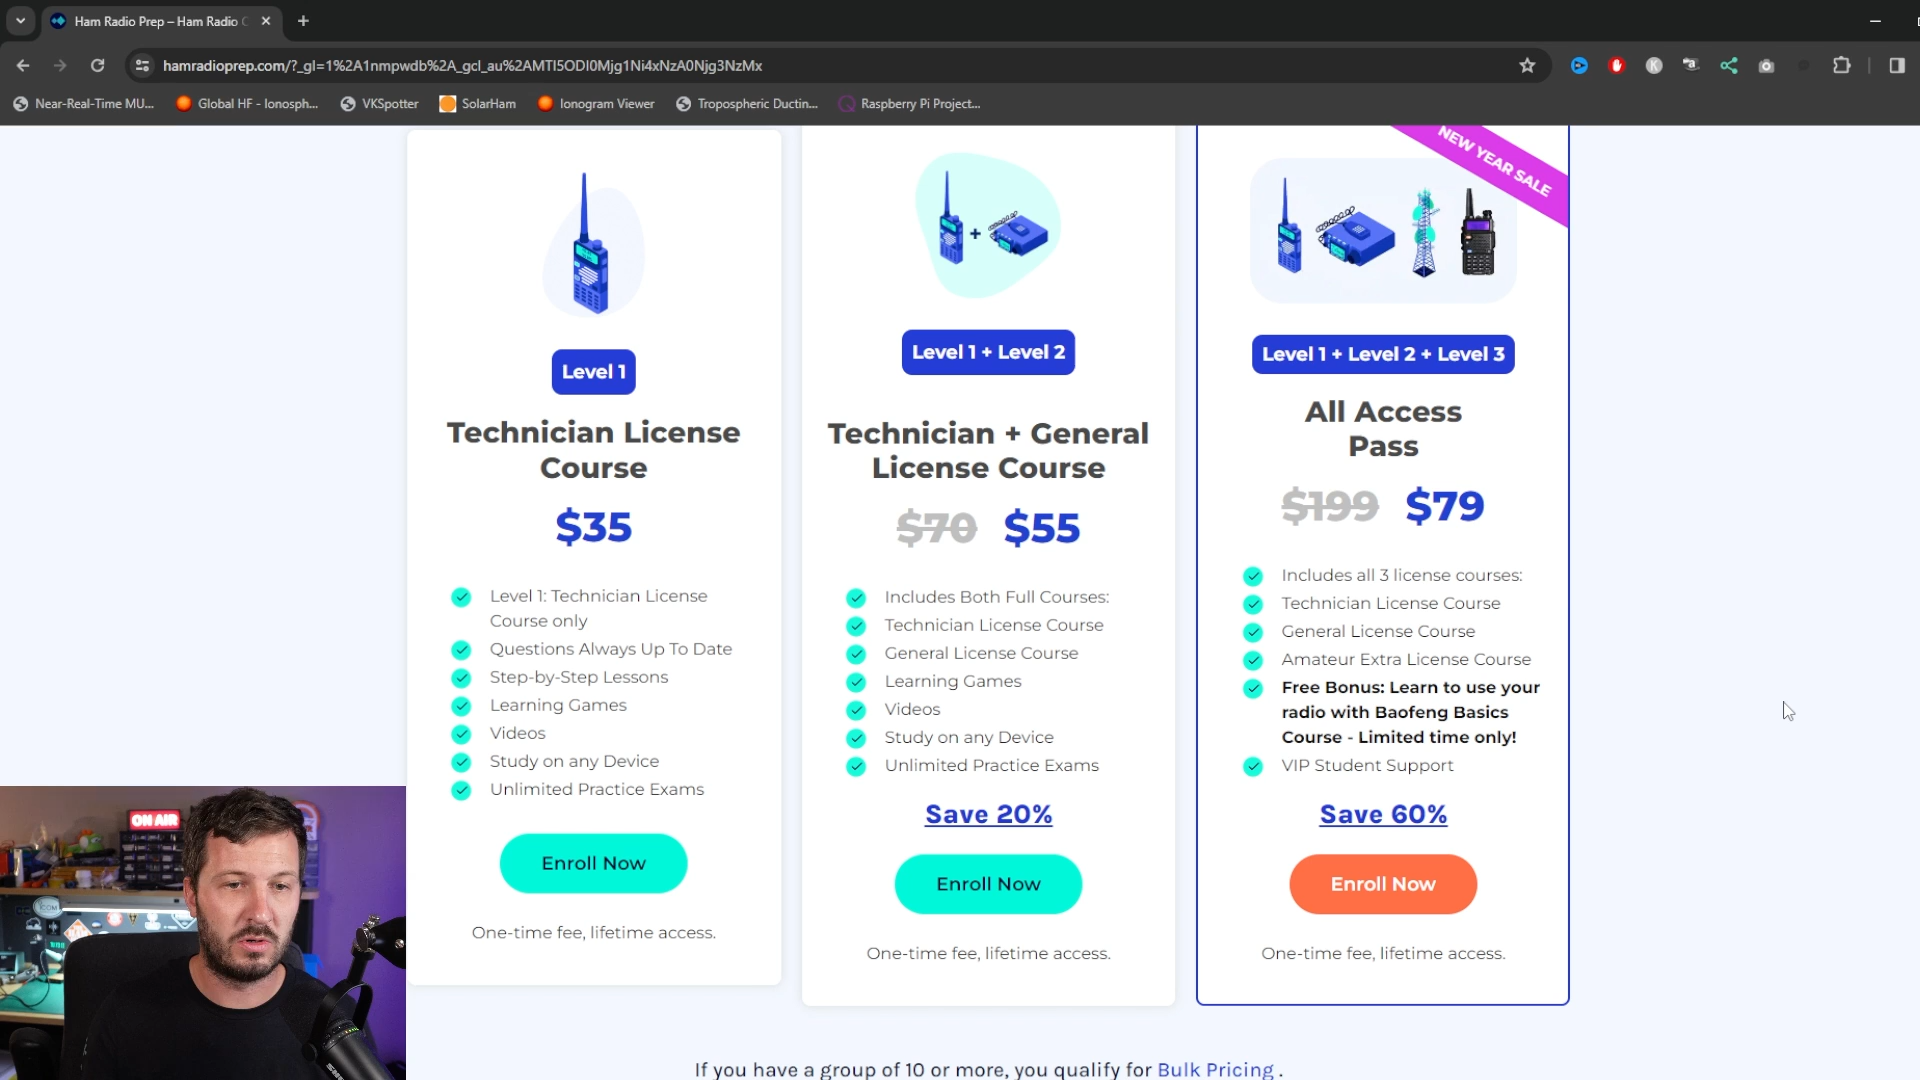 Ham Radio Prep – Ham Radio C
hamradioprep.com/?_gl=1%2A1nmpwdb%2A_gcl_au%2AMTI5ODI0Mjg1Ni4xNzA0Njg3NzMx
Near-Real-Time MU...
Global HF - Ionosph...
VKSpotter
SolarHam
Ionogram Viewer
Tropospheric Ductin...
Raspberry Pi Project...
Level 1
Technician License
Course
$35
Level 1: Technician License
Course only
Questions Always Up To Date
Step-by-Step Lessons
Learning Games
Videos
Study on any Device
Unlimited Practice Exams
Enroll Now
One-time fee, lifetime access.
Level 1 + Level 2
Technician + General
License Course
$70 $55
Includes Both Full Courses:
Technician License Course
General License Course
Learning Games
Videos
Study on any Device
Unlimited Practice Exams
Save 20%
Enroll Now
One-time fee, lifetime access.
NEW YEAR SALE
Level 1 + Level 2 + Level 3
All Access
Pass
$199 $79
Includes all 3 license courses:
Technician License Course
General License Course
Amateur Extra License Course
Free Bonus: Learn to use your
radio with Baofeng Basics
Course - Limited time only!
VIP Student Support
Save 60%
Enroll Now
One-time fee, lifetime access.
If you have a group of 10 or more, you qualify for Bulk Pricing .
ON AIR
ICOM